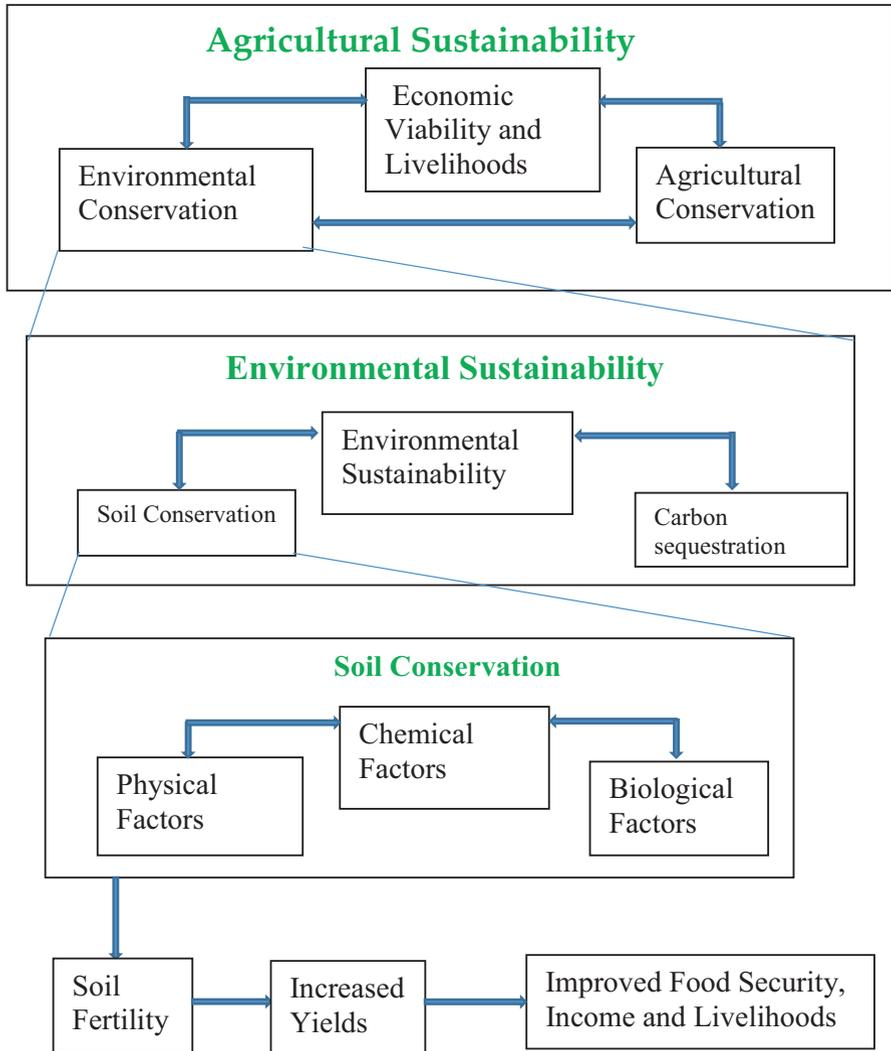 Agricultural Sustainability
Economic
Viability and
Livelihoods
Environmental
Conservation
Agricultural
Conservation
Environmental Sustainability
Environmental
Sustainability
Soil Conservation
Carbon
sequestration
Soil Conservation
Chemical
Factors
Physical
Factors
Biological
Factors
Soil
Fertility
Increased
Yields
Improved Food Security,
Income and Livelihoods